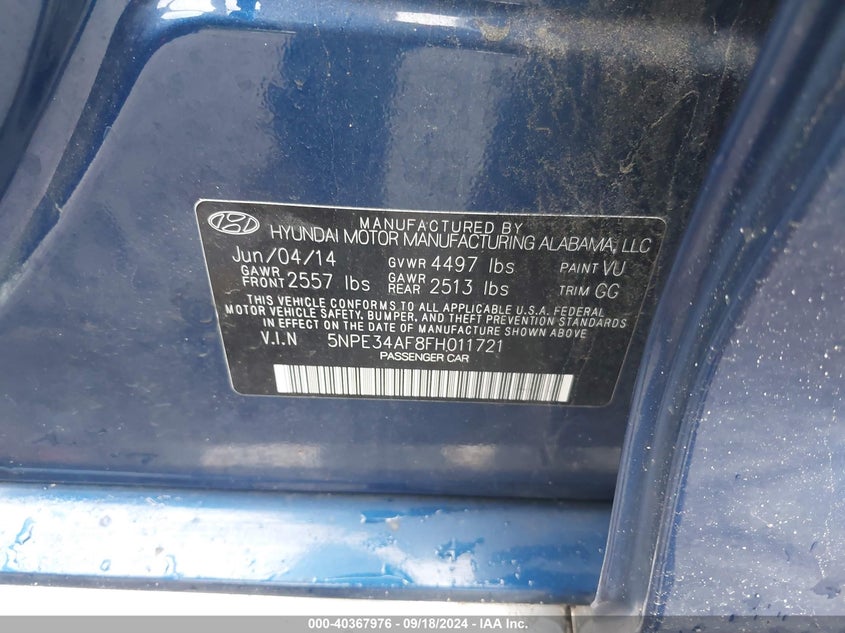 MANUFACTURED BY
HYUNDAI MOTOR MANUFACTURING ALABAMA, LLC
Jun/04/14 GVWR 4497 lbs PAINT VU
GAWR FRONT 2557 lbs GAWR REAR 2513 lbs TRIM GG
THIS VEHICLE CONFORMS TO ALL APPLICABLE U.S.A. FEDERAL
MOTOR VEHICLE SAFETY, BUMPER, AND THEFT PREVENTION STANDARDS
IN EFFECT ON THE DATE OF MANUFACTURE SHOWN ABOVE
V.I.N 5NPE34AF8FH011721
PASSENGER CAR
000-40367976 - 09/18/2024 - IAA Inc.